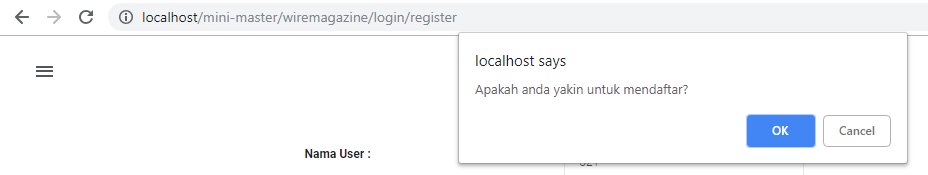 localhost/mini-master/wiremagazine/login/register
localhost says
Apakah anda yakin untuk mendaftar?
OK
Cancel
Nama User :